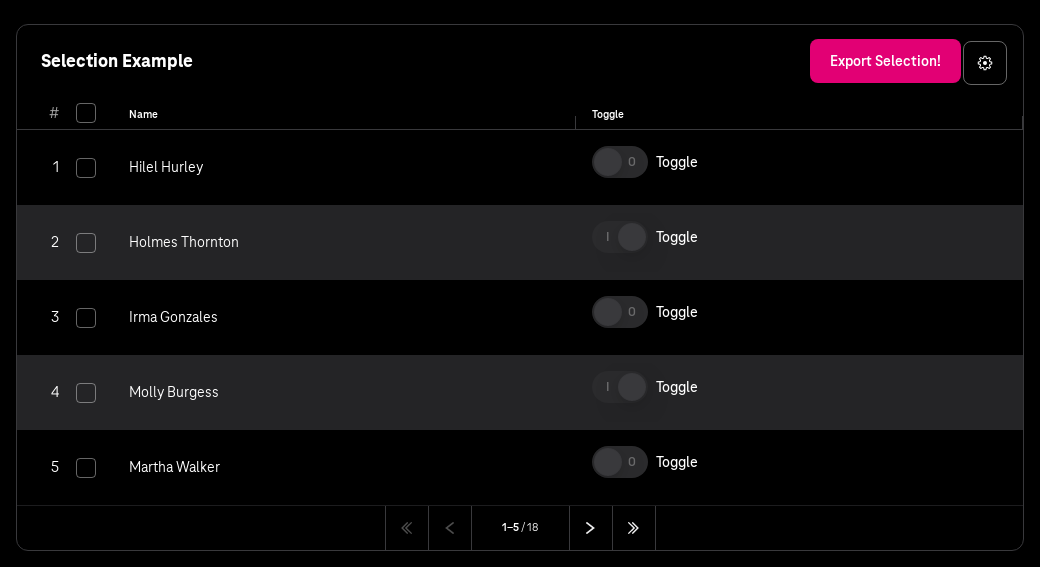 Selection Example
Export Selection!
# Name Toggle
1 Hilel Hurley 0 Toggle
2 Holmes Thornton I Toggle
3 Irma Gonzales 0 Toggle
4 Molly Burgess I Toggle
5 Martha Walker 0 Toggle
1–5 / 18